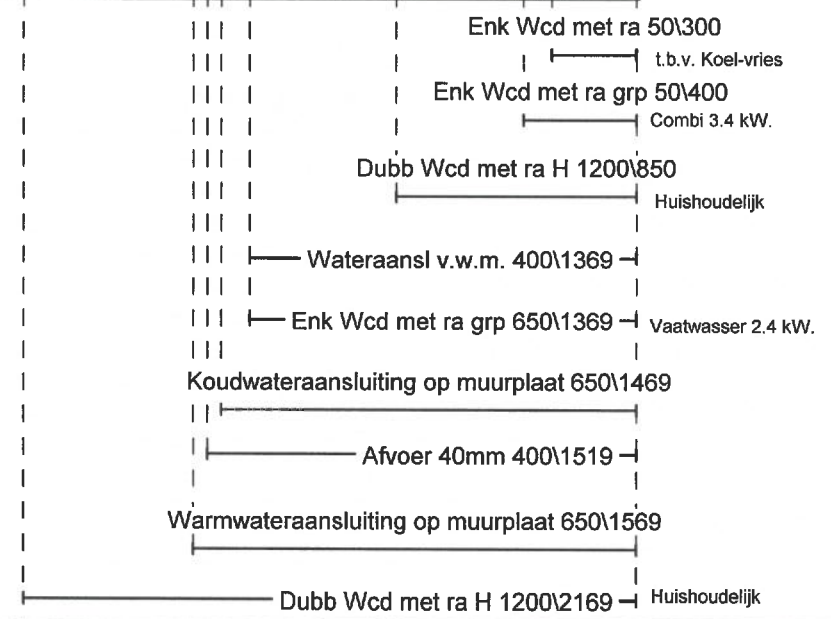 Enk Wcd met ra 50\300
t.b.v. Koel-vries
Enk Wcd met ra grp 50\400
Combi 3.4 kW.
Dubb Wcd met ra H 1200\850
Huishoudelijk
Wateraansl v.w.m. 400\1369
Enk Wcd met ra grp 650\1369
Vaatwasser 2.4 kW.
Koudwateraansluiting op muurplaat 650\1469
Afvoer 40mm 400\1519
Warmwateraansluiting op muurplaat 650\1569
Dubb Wcd met ra H 1200\2169
Huishoudelijk